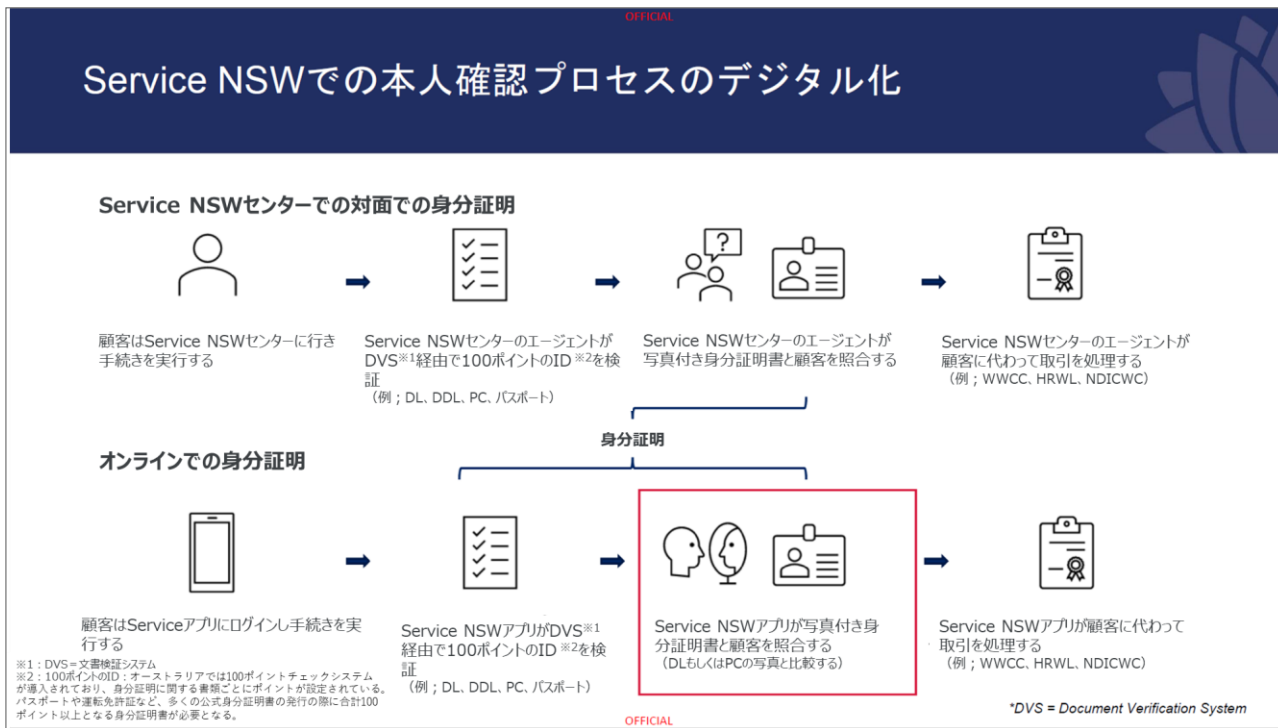 OFFICIAL
Service NSWでの本人確認プロセスのデジタル化
Service NSWセンターでの対面での身分証明
?
顧客はService NSWセンターに行き
手続きを実行する
Service NSWセンターのエージェントが
DVS※1経由で100ポイントのID※2を検
証
(例；DL、DDL、PC、パスポート)
Service NSWセンターのエージェントが
写真付き身分証明書と顧客を照合する
Service NSWセンターのエージェントが
顧客に代わって取引を処理する
(例；WWCC、HRWL、NDICWC)
身分証明
オンラインでの身分証明
顧客はServiceアプリにログインし手続きを実
行する
Service NSWアプリがDVS※1
経由で100ポイントのID※2を検
証
(例；DL、DDL、PC、パスポート)
Service NSWアプリが写真付き身
分証明書と顧客を照合する
(DLもしくはPCの写真と比較する)
Service NSWアプリが顧客に代わって
取引を処理する
(例；WWCC、HRWL、NDICWC)
※1：DVS＝文書検証システム
※2：100ポイントのID：オーストラリアでは100ポイントチェックシステム
が導入されており、身分証明に関する書類ごとにポイントが設定されている。
パスポートや運転免許証など、多くの公式身分証明書の発行の際に合計100
ポイント以上となる身分証明書が必要となる。
*DVS = Document Verification System
OFFICIAL